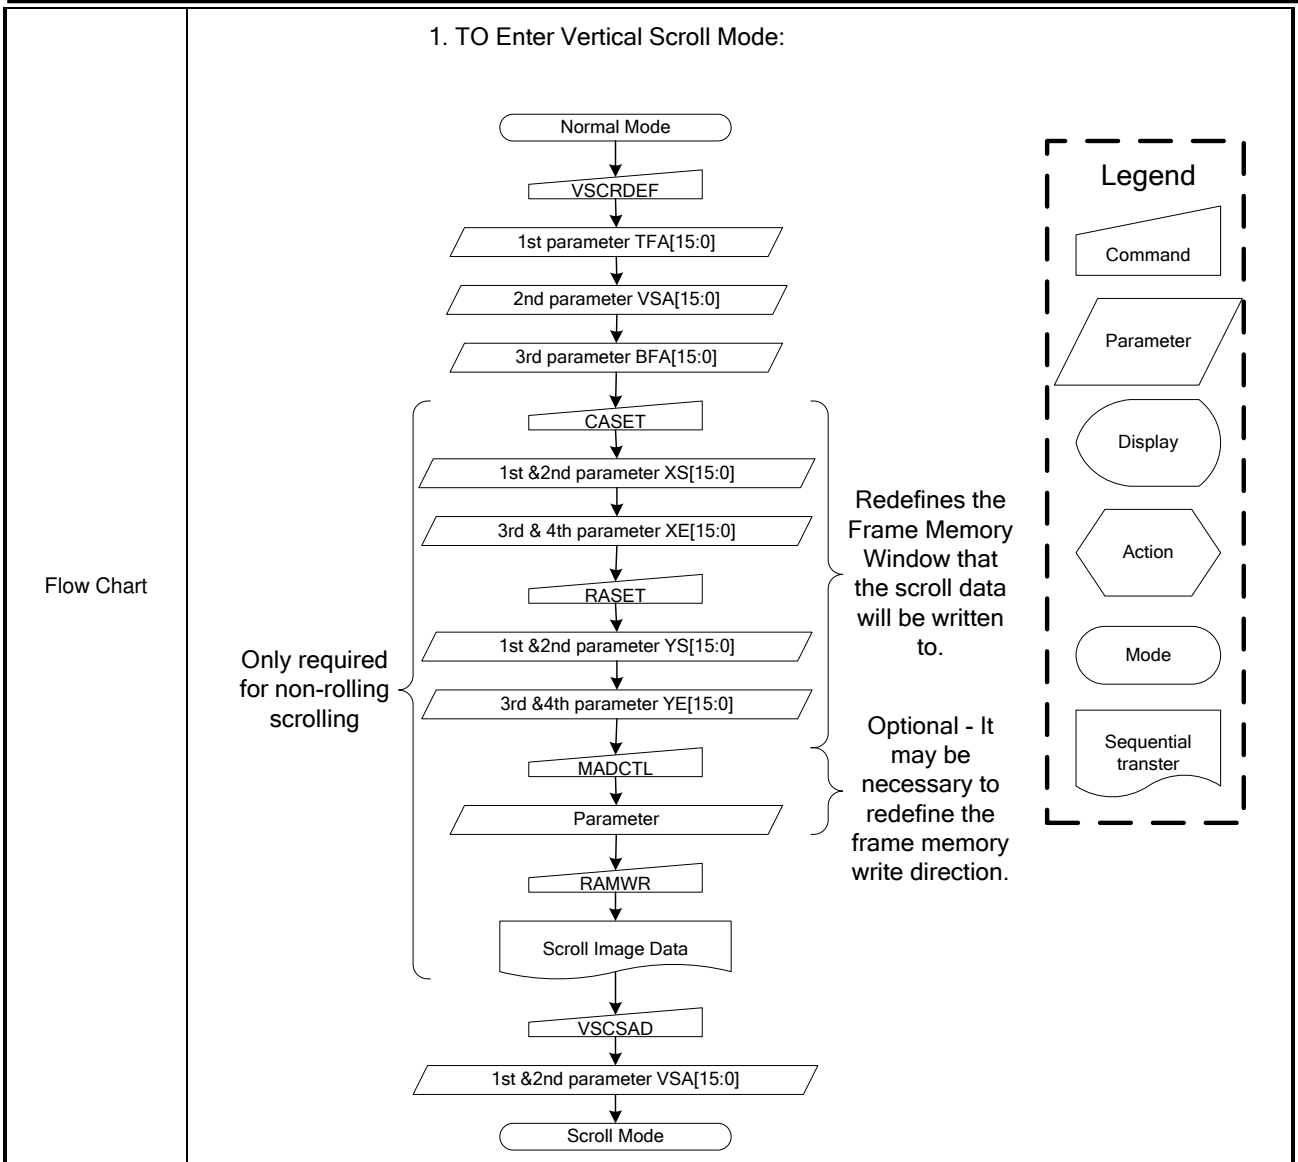 Flow Chart
1. TO Enter Vertical Scroll Mode:
Normal Mode
VSCRDEF
1st parameter TFA[15:0]
2nd parameter VSA[15:0]
3rd parameter BFA[15:0]
CASET
1st &2nd parameter XS[15:0]
3rd & 4th parameter XE[15:0]
RASET
1st &2nd parameter YS[15:0]
3rd &4th parameter YE[15:0]
MADCTL
Parameter
RAMWR
Scroll Image Data
VSCSAD
1st &2nd parameter VSA[15:0]
Scroll Mode
Only required
for non-rolling
scrolling
Redefines the
Frame Memory
Window that
the scroll data
will be written
to.
Optional - It
may be
necessary to
redefine the
frame memory
write direction.
Legend
Command
Parameter
Display
Action
Mode
Sequential
transter